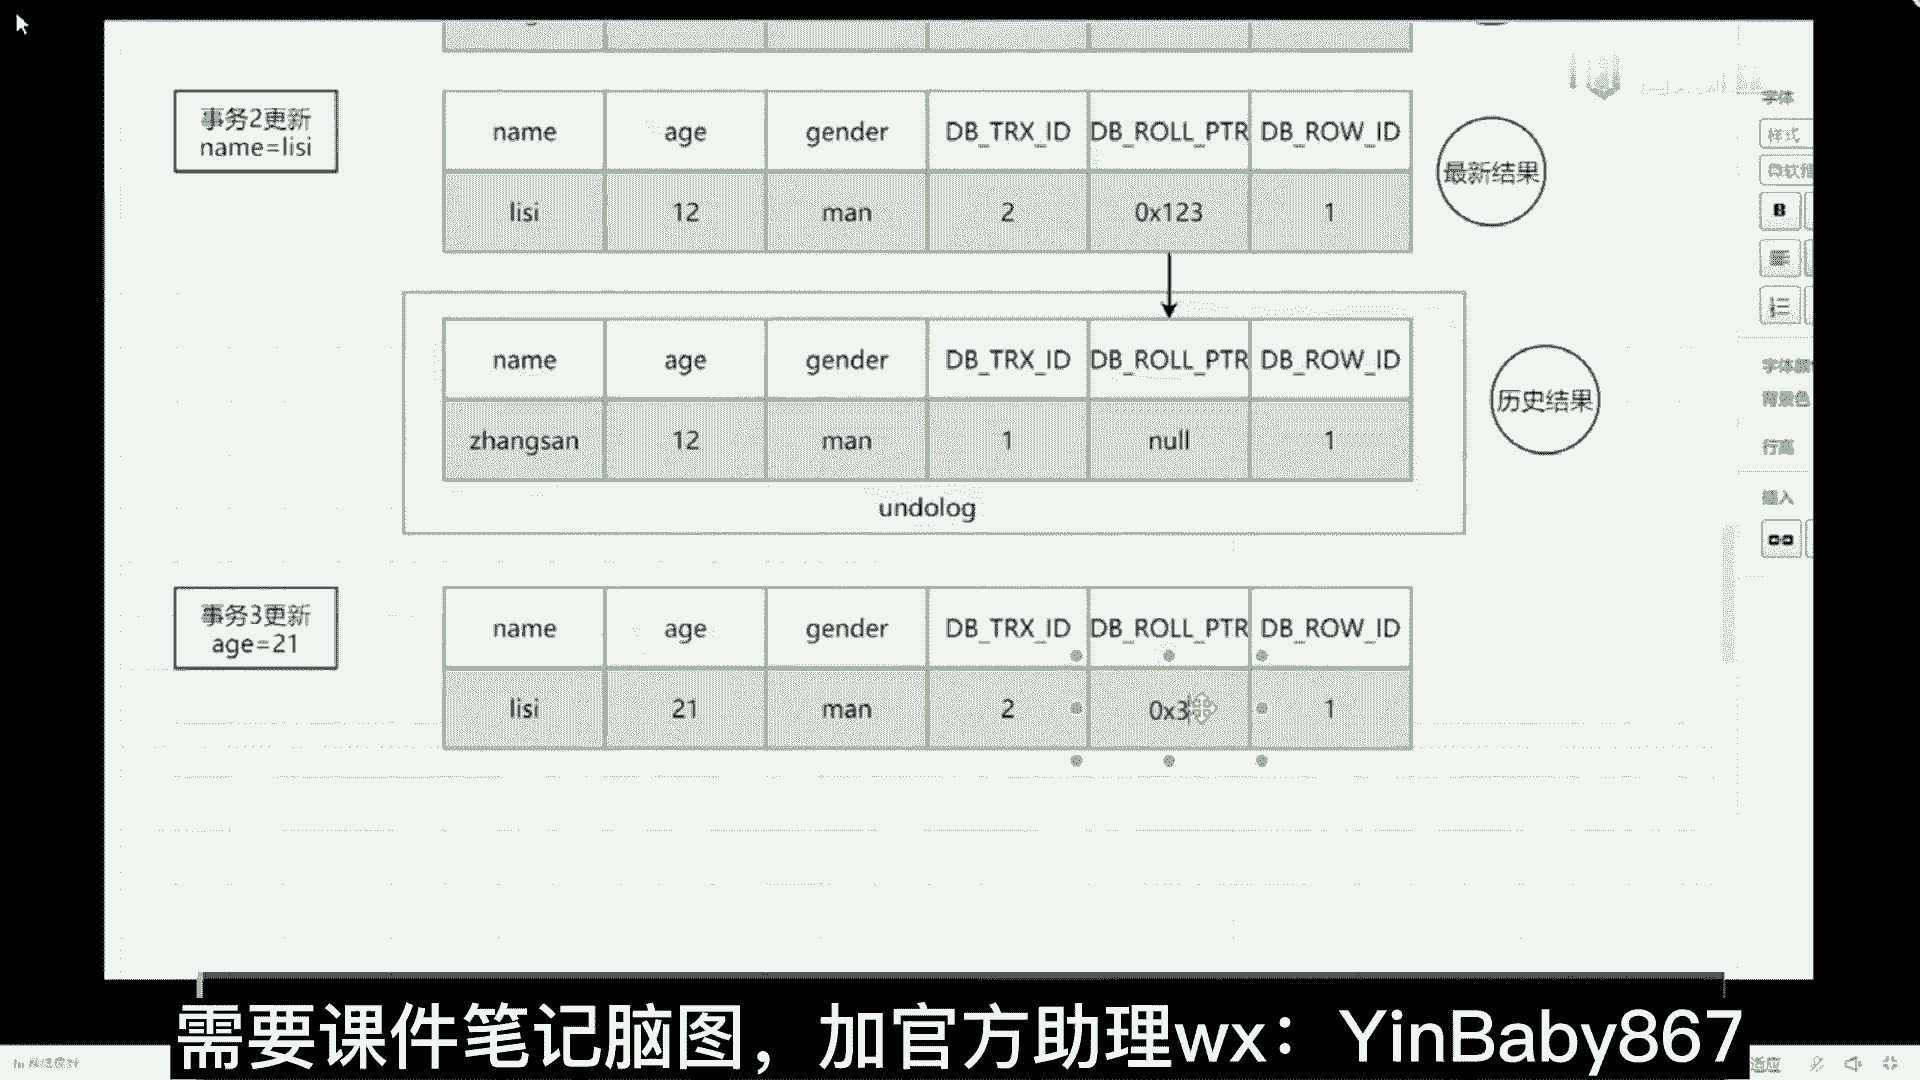 事务2更新
name=lisi
name age gender DB_TRX_ID DB_ROLL_PTR DB_ROW_ID
lisi 12 man 2 0x123 1
最新结果
name age gender DB_TRX_ID DB_ROLL_PTR DB_ROW_ID
zhangsan 12 man 1 null 1
undolog
历史结果
事务3更新
age=21
name age gender DB_TRX_ID DB_ROLL_PTR DB_ROW_ID
lisi 21 man 2 0x3 1
字体
样式
B
字体颜
背景色
行高
插入
需要课件笔记脑图，加官方助理wx：YinBaby867
适应